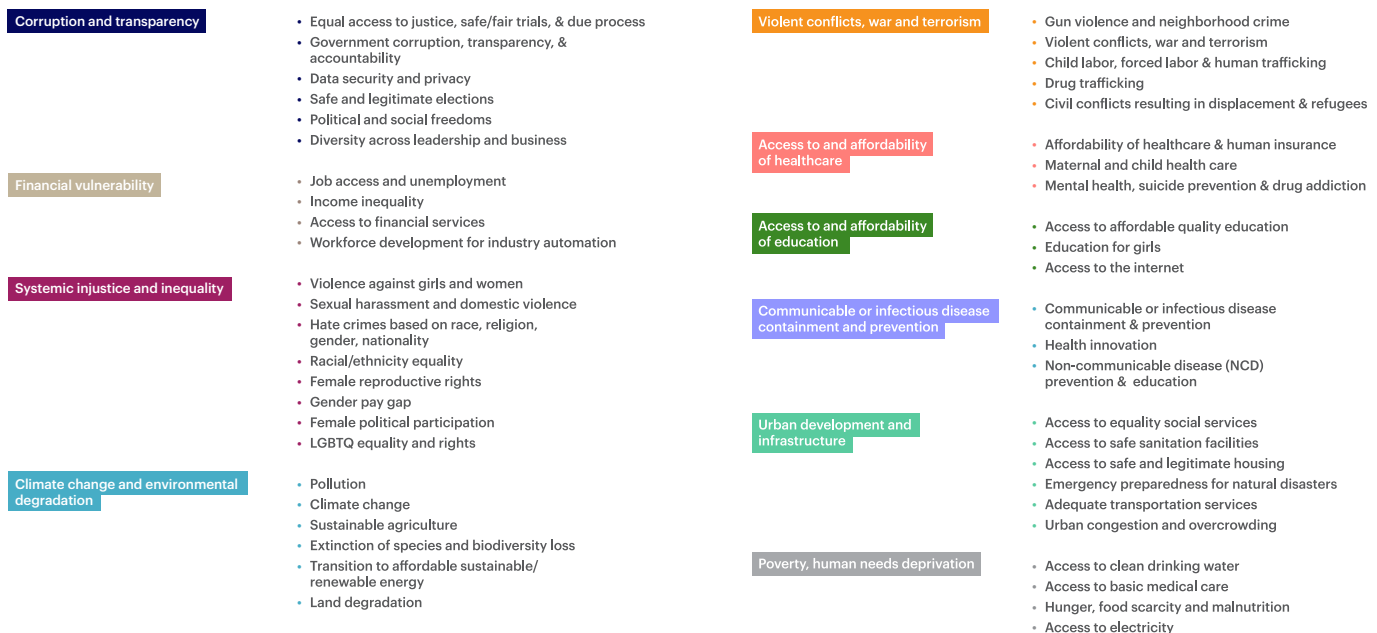 Corruption and transparency
• Equal access to justice, safe/fair trials, & due process
• Government corruption, transparency, &
accountability
• Data security and privacy
• Safe and legitimate elections
• Political and social freedoms
• Diversity across leadership and business
Financial vulnerability
• Job access and unemployment
• Income inequality
• Access to financial services
• Workforce development for industry automation
Systemic injustice and inequality
• Violence against girls and women
• Sexual harassment and domestic violence
• Hate crimes based on race, religion,
gender, nationality
• Racial/ethnicity equality
• Female reproductive rights
• Gender pay gap
• Female political participation
• LGBTQ equality and rights
Climate change and environmental
degradation
• Pollution
• Climate change
• Sustainable agriculture
• Extinction of species and biodiversity loss
• Transition to affordable sustainable/
renewable energy
• Land degradation
Violent conflicts, war and terrorism
• Gun violence and neighborhood crime
• Violent conflicts, war and terrorism
• Child labor, forced labor & human trafficking
• Drug trafficking
• Civil conflicts resulting in displacement & refugees
Access to and affordability
of healthcare
• Affordability of healthcare & human insurance
• Maternal and child health care
• Mental health, suicide prevention & drug addiction
Access to and affordability
of education
• Access to affordable quality education
• Education for girls
• Access to the internet
Communicable or infectious disease
containment and prevention
• Communicable or infectious disease
containment & prevention
• Health innovation
• Non-communicable disease (NCD)
prevention & education
Urban development and
infrastructure
• Access to equality social services
• Access to safe sanitation facilities
• Access to safe and legitimate housing
• Emergency preparedness for natural disasters
• Adequate transportation services
• Urban congestion and overcrowding
Poverty, human needs deprivation
• Access to clean drinking water
• Access to basic medical care
• Hunger, food scarcity and malnutrition
• Access to electricity